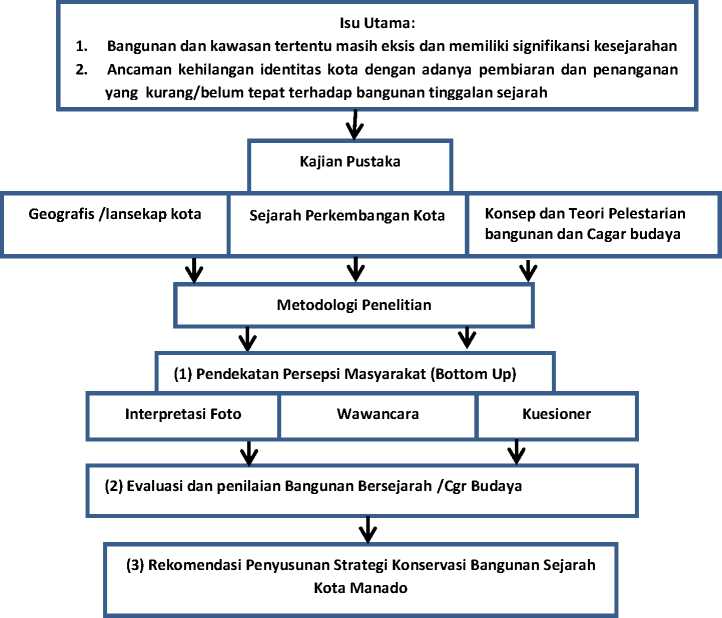 Isu Utama:
1. Bangunan dan kawasan tertentu masih eksis dan memiliki signifikansi kesejarahan
2. Ancaman kehilangan identitas kota dengan adanya pembiaran dan penanganan
yang kurang/belum tepat terhadap bangunan tinggalan sejarah
Kajian Pustaka
Geografis /lansekap kota
Sejarah Perkembangan Kota
Konsep dan Teori Pelestarian
bangunan dan Cagar budaya
Metodologi Penelitian
(1) Pendekatan Persepsi Masyarakat (Bottom Up)
Interpretasi Foto
Wawancara
Kuesioner
(2) Evaluasi dan penilaian Bangunan Bersejarah /Cgr Budaya
(3) Rekomendasi Penyusunan Strategi Konservasi Bangunan Sejarah
Kota Manado